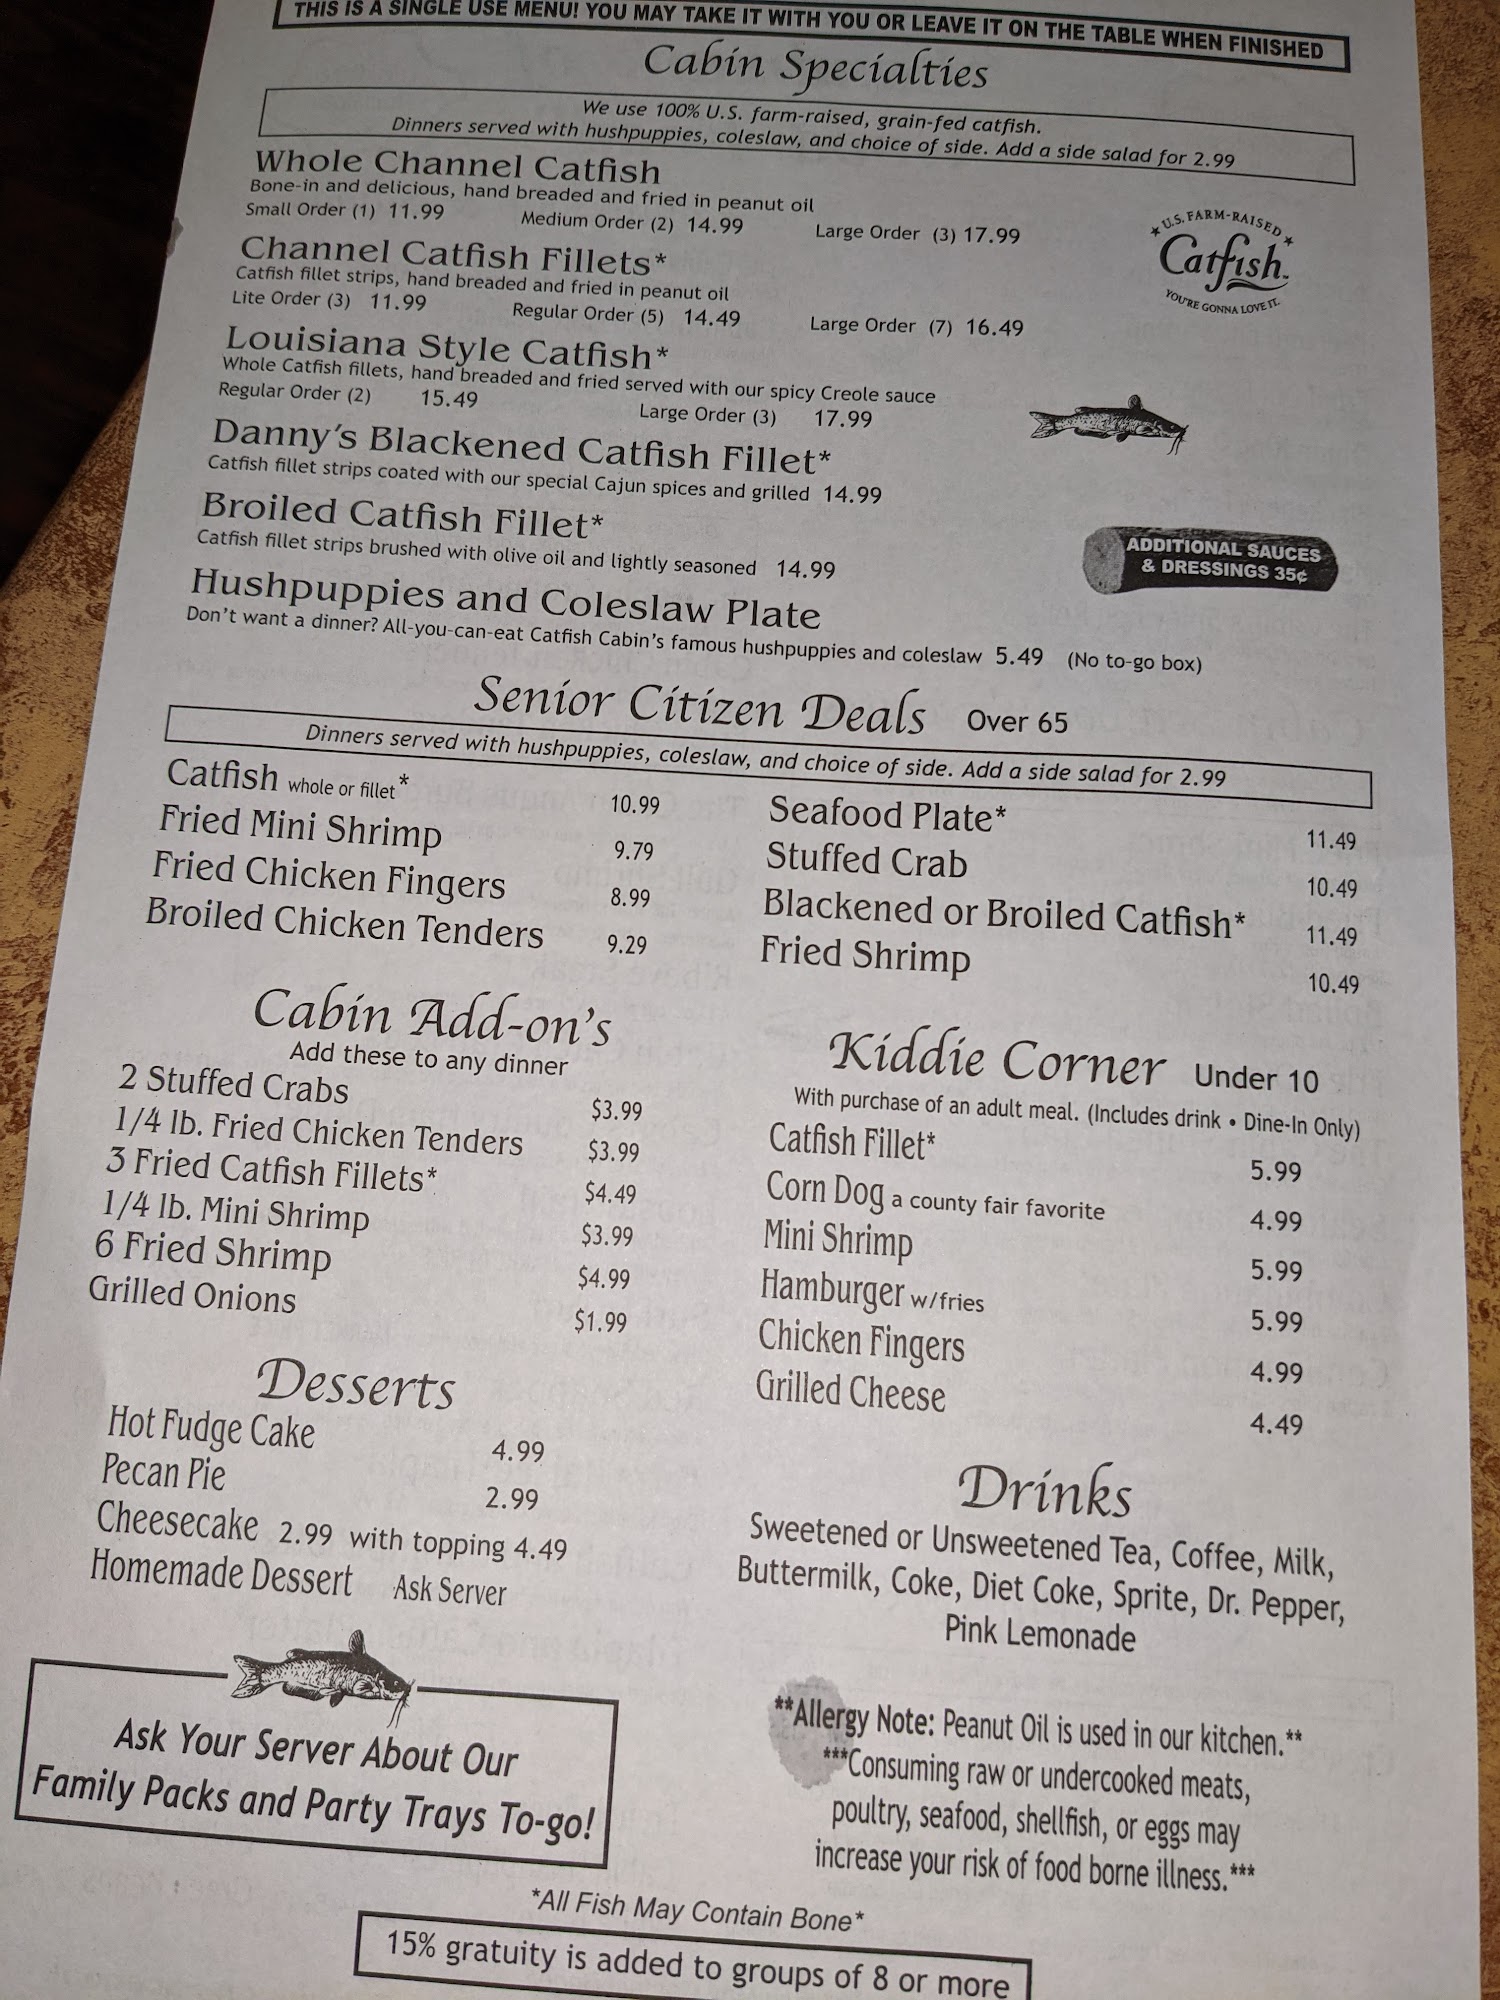 THIS IS A SINGLE USE MENU! YOU MAY TAKE IT WITH YOU OR LEAVE IT ON THE TABLE WHEN FINISHED
Cabin Specialties
We use 100% U.S. farm-raised, grain-fed catfish.
Dinners served with hushpuppies, coleslaw, and choice of side. Add a side salad for 2.99
Whole Channel Catfish
Bone-in and delicious, hand breaded and fried in peanut oil
Small Order (1) 11.99 Medium Order (2) 14.99 Large Order (3) 17.99
★ U.S. FARM-RAISED ★
Catfish
YOU'RE GONNA LOVE IT.
Channel Catfish Fillets*
Catfish fillet strips, hand breaded and fried in peanut oil
Lite Order (3) 11.99 Regular Order (5) 14.49 Large Order (7) 16.49
Louisiana Style Catfish*
Whole Catfish fillets, hand breaded and fried served with our spicy Creole sauce
Regular Order (2) 15.49 Large Order (3) 17.99
Danny's Blackened Catfish Fillet*
Catfish fillet strips coated with our special Cajun spices and grilled 14.99
Broiled Catfish Fillet*
Catfish fillet strips brushed with olive oil and lightly seasoned 14.99
ADDITIONAL SAUCES
& DRESSINGS 35¢
Hushpuppies and Coleslaw Plate
Don't want a dinner? All-you-can-eat Catfish Cabin's famous hushpuppies and coleslaw 5.49 (No to-go box)
Senior Citizen Deals Over 65
Dinners served with hushpuppies, coleslaw, and choice of side. Add a side salad for 2.99
Catfish whole or fillet* 10.99
Fried Mini Shrimp 9.79
Fried Chicken Fingers 8.99
Broiled Chicken Tenders 9.29
Seafood Plate* 11.49
Stuffed Crab 10.49
Blackened or Broiled Catfish* 11.49
Fried Shrimp 10.49
Cabin Add-on's
Add these to any dinner
2 Stuffed Crabs $3.99
1/4 lb. Fried Chicken Tenders $3.99
3 Fried Catfish Fillets* $4.49
1/4 lb. Mini Shrimp $3.99
6 Fried Shrimp $4.99
Grilled Onions $1.99
Kiddie Corner Under 10
With purchase of an adult meal. (Includes drink • Dine-In Only)
Catfish Fillet* 5.99
Corn Dog a county fair favorite 4.99
Mini Shrimp 5.99
Hamburger w/fries 5.99
Chicken Fingers 4.99
Grilled Cheese 4.49
Desserts
Hot Fudge Cake 4.99
Pecan Pie 2.99
Cheesecake 2.99 with topping 4.49
Homemade Dessert Ask Server
Drinks
Sweetened or Unsweetened Tea, Coffee, Milk,
Buttermilk, Coke, Diet Coke, Sprite, Dr. Pepper,
Pink Lemonade
Ask Your Server About Our
Family Packs and Party Trays To-go!
**Allergy Note: Peanut Oil is used in our kitchen.**
***Consuming raw or undercooked meats,
poultry, seafood, shellfish, or eggs may
increase your risk of food borne illness.***
*All Fish May Contain Bone*
15% gratuity is added to groups of 8 or more